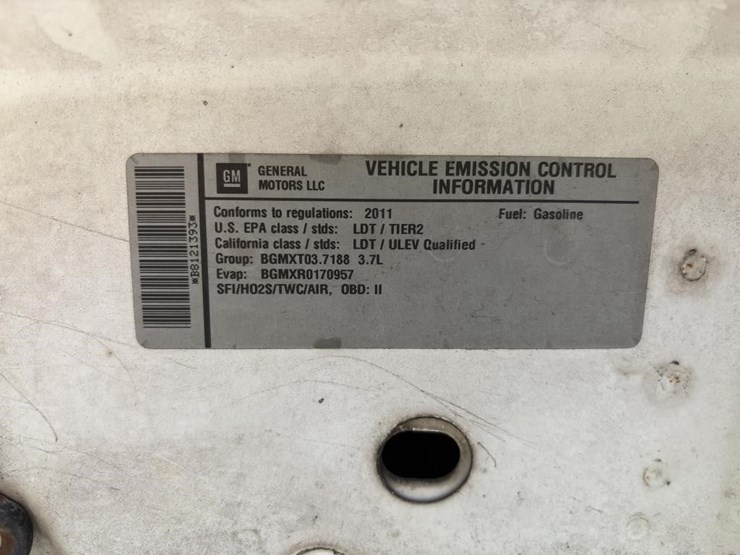 GM
GENERAL
MOTORS LLC
VEHICLE EMISSION CONTROL
INFORMATION
Conforms to regulations: 2011 Fuel: Gasoline
U.S. EPA class / stds: LDT / TIER2
California class / stds: LDT / ULEV Qualified
Group: BGMXT03.7188 3.7L
Evap: BGMXR0170957
SFI/HO2S/TWC/AIR, OBD: II
*B8121393*